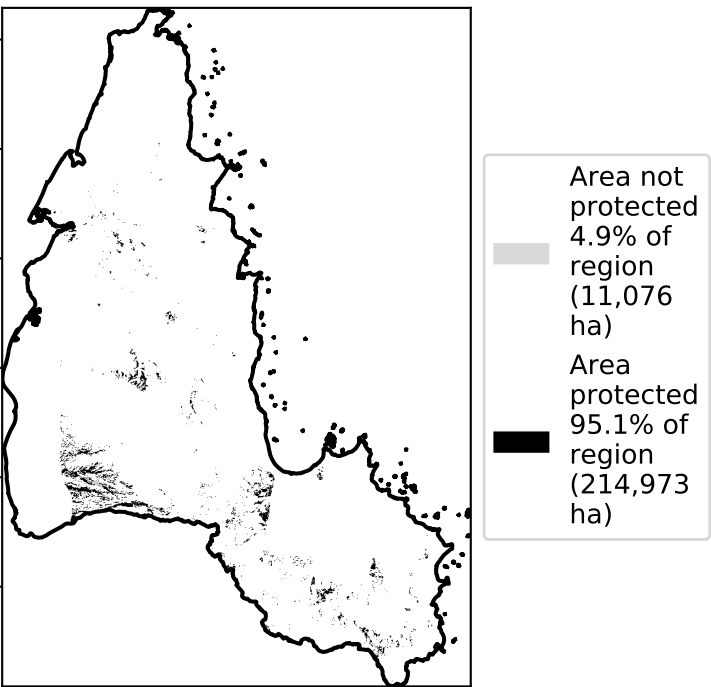 Area not
protected
4.9% of
region
(11,076
ha)
Area
protected
95.1% of
region
(214,973
ha)